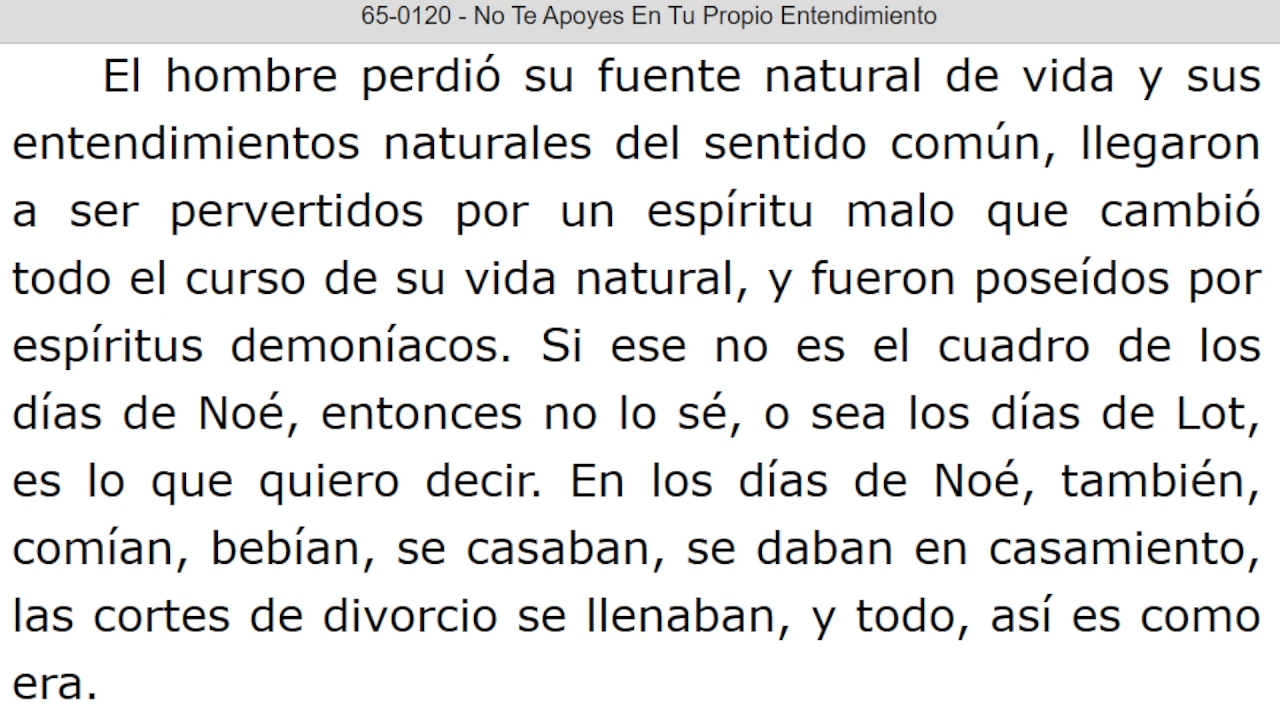 65-0120 - No Te Apoyes En Tu Propio Entendimiento
El hombre perdió su fuente natural de vida y sus
entendimientos naturales del sentido común, llegaron
a ser pervertidos por un espíritu malo que cambió
todo el curso de su vida natural, y fueron poseídos por
espíritus demoníacos. Si ese no es el cuadro de los
días de Noé, entonces no lo sé, o sea los días de Lot,
es lo que quiero decir. En los días de Noé, también,
comían, bebían, se casaban, se daban en casamiento,
las cortes de divorcio se llenaban, y todo, así es como
era.